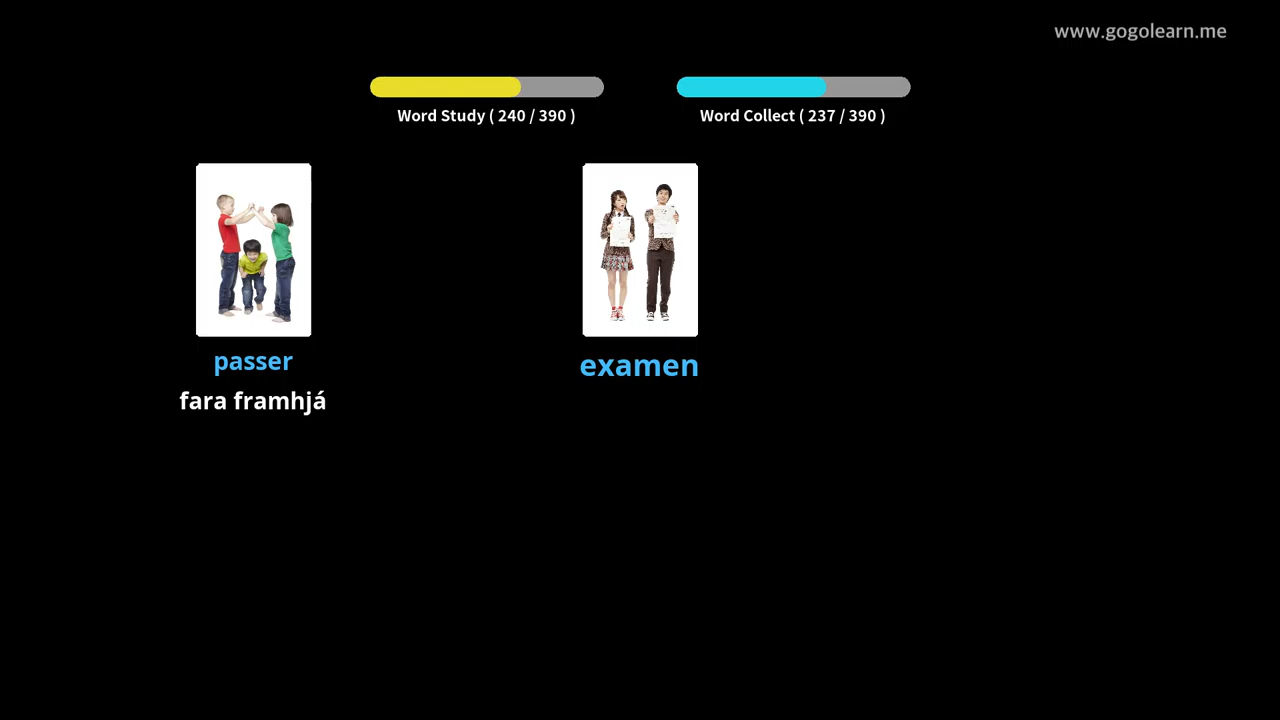 www.gogolearn.me
Word Study ( 240 / 390 )
Word Collect ( 237 / 390 )
passer
examen
fara framhjá